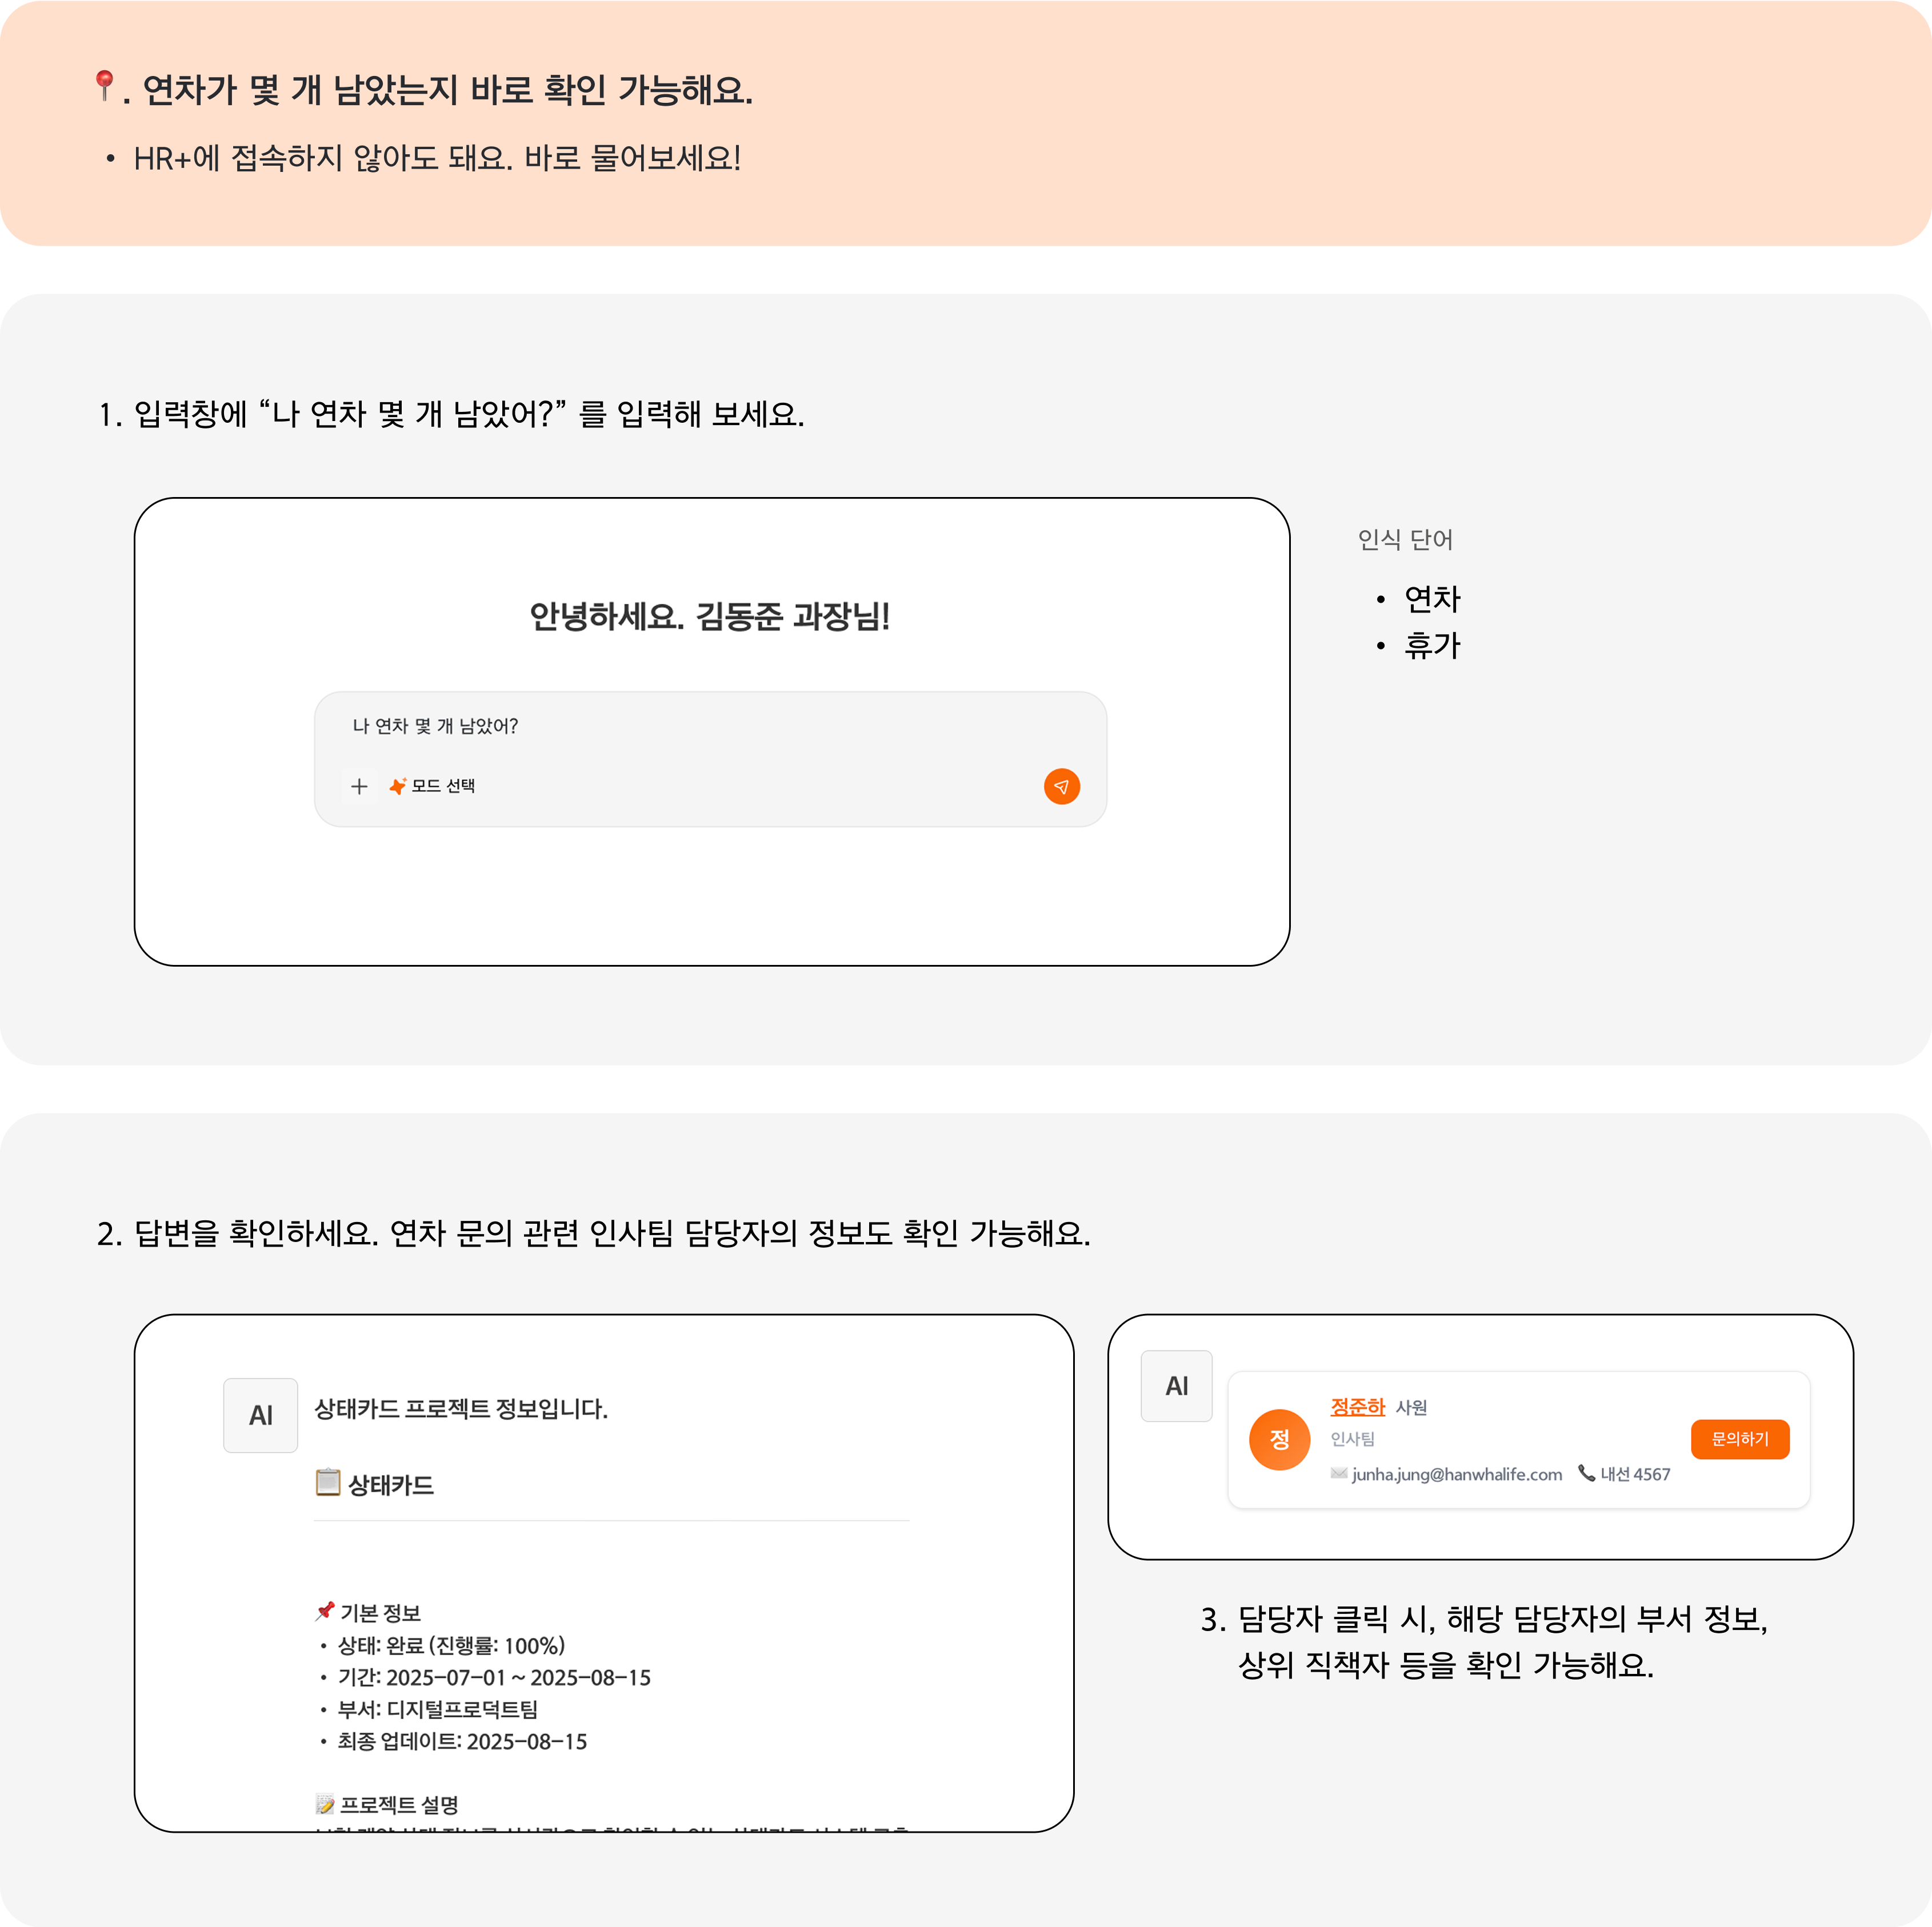 📍. 연차가 몇 개 남았는지 바로 확인 가능해요.
• HR+에 접속하지 않아도 돼요. 바로 물어보세요!
1. 입력창에 “나 연차 몇 개 남았어?” 를 입력해 보세요.
안녕하세요. 김동준 과장님!
나 연차 몇 개 남았어?
모드 선택
인식 단어
• 연차
• 휴가
2. 답변을 확인하세요. 연차 문의 관련 인사팀 담당자의 정보도 확인 가능해요.
AI
상태카드 프로젝트 정보입니다.
📋 상태카드
📌 기본 정보
• 상태: 완료 (진행률: 100%)
• 기간: 2025-07-01 ~ 2025-08-15
• 부서: 디지털프로덕트팀
• 최종 업데이트: 2025-08-15
📝 프로젝트 설명
AI
정
정준하 사원
인사팀
✉️ junha.jung@hanwhalife.com 📞 내선 4567
문의하기
3. 담당자 클릭 시, 해당 담당자의 부서 정보,
상위 직책자 등을 확인 가능해요.